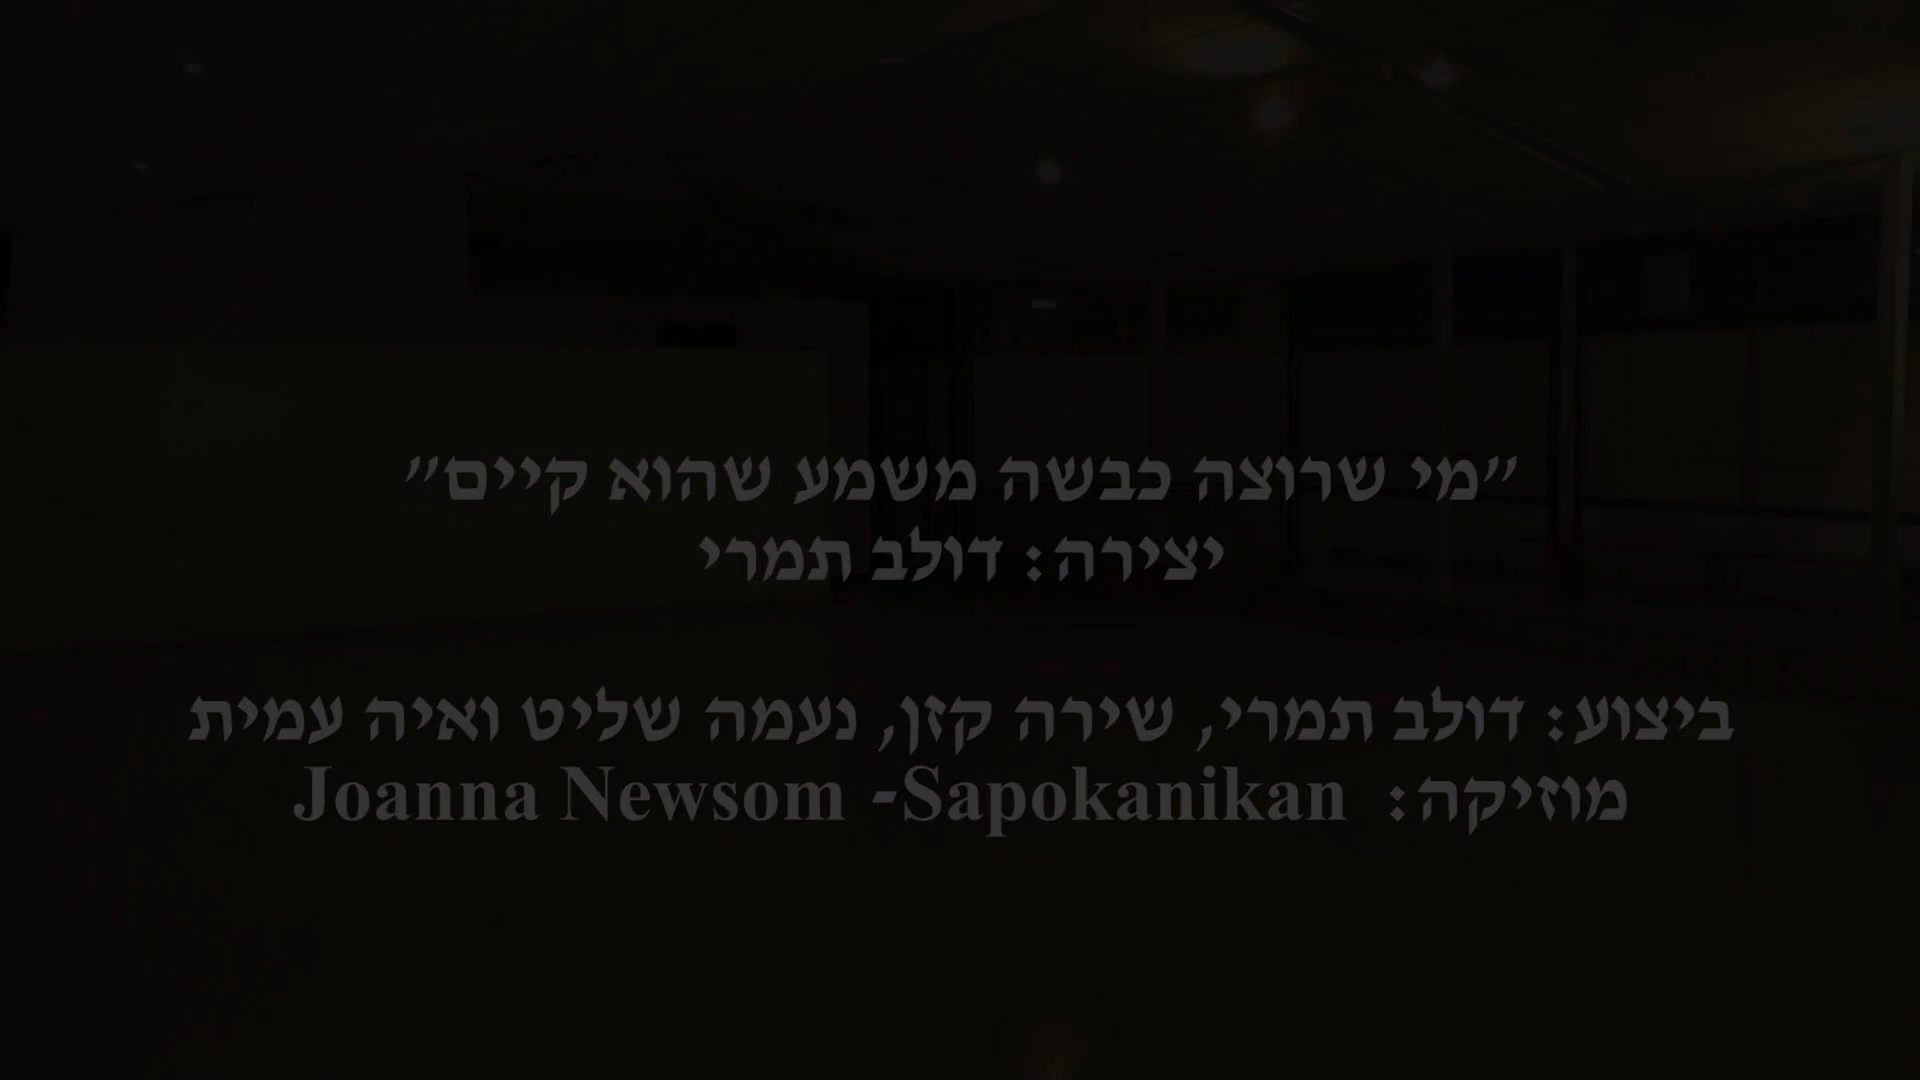 "מי שרוצה כבשה משמע שהוא קיים"
יצירה: דולב תמרי
ביצוע: דולב תמרי, שירה קזן, נעמה שליט ואיה עמית
מוזיקה: Joanna Newsom -Sapokanikan